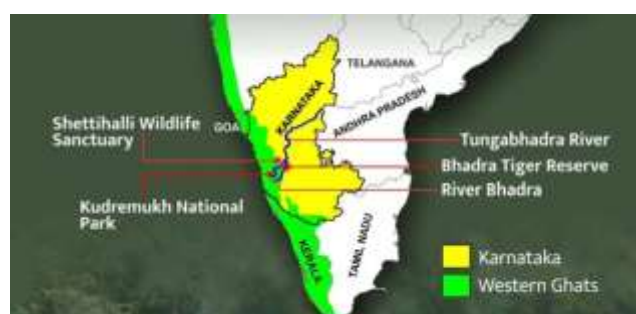 TELANGANA
KARNATAKA
Shettihalli Wildlife
Sanctuary
GOA
ANDHRA PRADESH
Tungabhadra River
Bhadra Tiger Reserve
River Bhadra
Kudremukh National
Park
KERALA
TAMIL NADU
Karnataka
Western Ghats